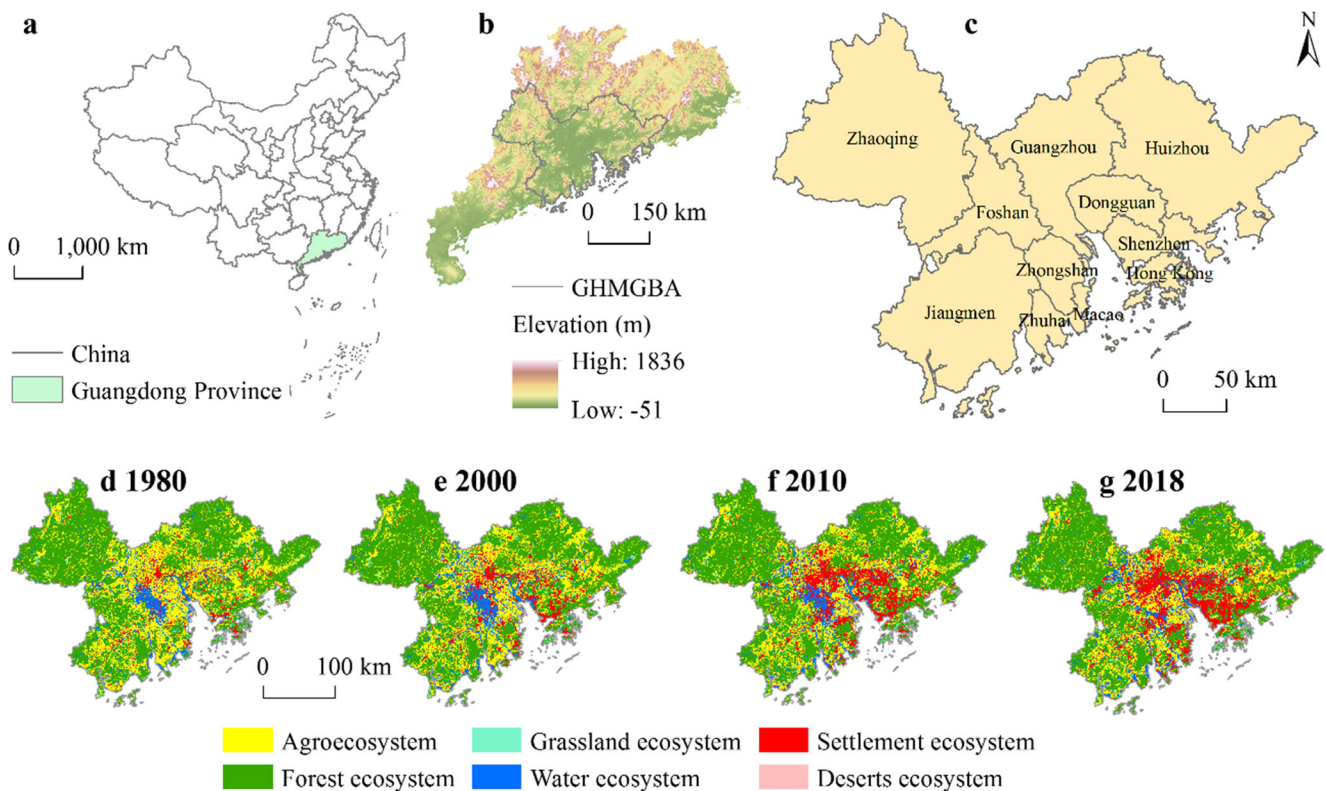 a
0 1,000 km
China
Guangdong Province
b
0 150 km
GHMGBA
Elevation (m)
High: 1836
Low: -51
c
N
Zhaoqing
Guangzhou
Huizhou
Foshan
Dongguan
Shenzhen
Zhongshan
Hong Kong
Jiangmen
Zhuhai
Macao
0 50 km
d 1980
e 2000
f 2010
g 2018
0 100 km
Agroecosystem
Grassland ecosystem
Settlement ecosystem
Forest ecosystem
Water ecosystem
Deserts ecosystem